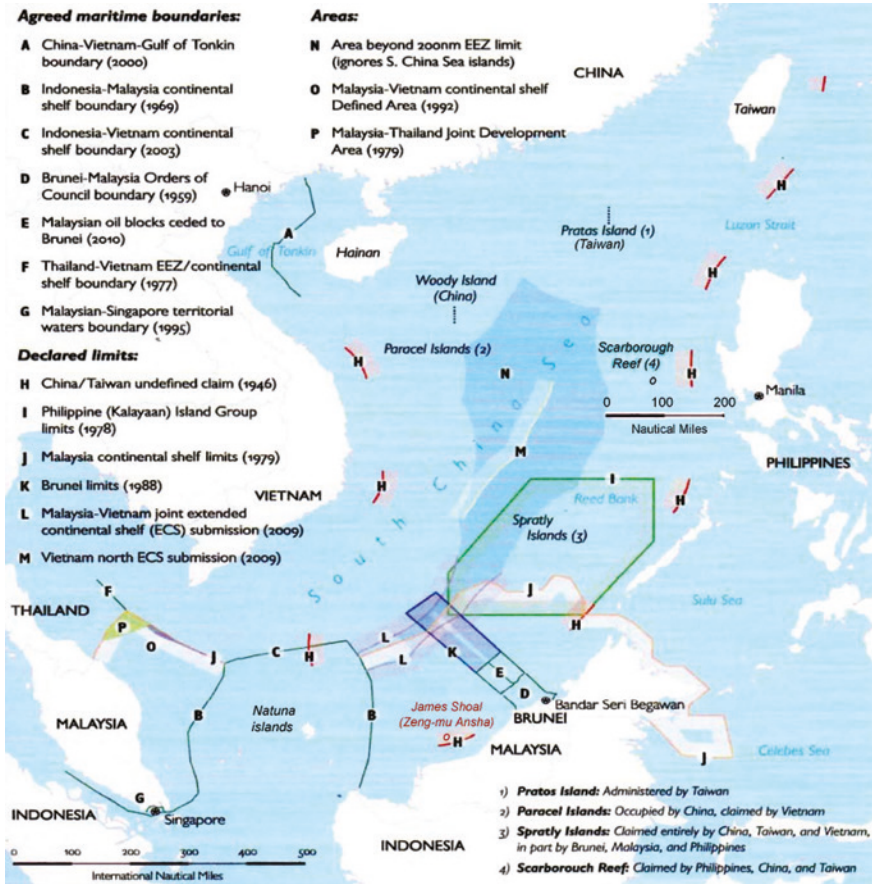 Agreed maritime boundaries:
A China-Vietnam-Gulf of Tonkin
boundary (2000)
B Indonesia-Malaysia continental
shelf boundary (1969)
C Indonesia-Vietnam continental
shelf boundary (2003)
D Brunei-Malaysia Orders of
Council boundary (1959)
E Malaysian oil blocks ceded to
Brunei (2010)
F Thailand-Vietnam EEZ/continental
shelf boundary (1977)
G Malaysian-Singapore territorial
waters boundary (1995)
Declared limits:
H China/Taiwan undefined claim (1946)
I Philippine (Kalayaan) Island Group
limits (1978)
J Malaysia continental shelf limits (1979)
K Brunei limits (1988)
L Malaysia-Vietnam joint extended
continental shelf (ECS) submission (2009)
M Vietnam north ECS submission (2009)
Areas:
N Area beyond 200nm EEZ limit
(ignores S. China Sea islands)
O Malaysia-Vietnam continental shelf
Defined Area (1992)
P Malaysia-Thailand Joint Development
Area (1979)
CHINA
Taiwan
Hanoi
H
A
Gulf of Tonkin
Hainan
Pratas Island (1)
(Taiwan)
Luzon Strait
H
Woody Island
(China)
Paracel Islands (2)
H
N
Scarborough
Reef (4)
H
Manila
0 100 200
Nautical Miles
South China Sea
M
PHILIPPINES
VIETNAM
H
I
Reed Bank
H
Spratly
Islands (3)
F
THAILAND
P
O
J
C
H
L
L
J
H
Sulu Sea
K
E
D
B
Natuna
islands
B
James Shoal
(Zeng-mu Ansha)
H
BRUNEI
Bandar Seri Begawan
MALAYSIA
MALAYSIA
J
Celebes Sea
G
Singapore
INDONESIA
INDONESIA
0 100 200 300 400 500
International Nautical Miles
1) Pratos Island: Administered by Taiwan
2) Paracel Islands: Occupied by China, claimed by Vietnam
3) Spratly Islands: Claimed entirely by China, Taiwan, and Vietnam,
in part by Brunei, Malaysia, and Philippines
4) Scarborouch Reef: Claimed by Philippines, China, and Taiwan